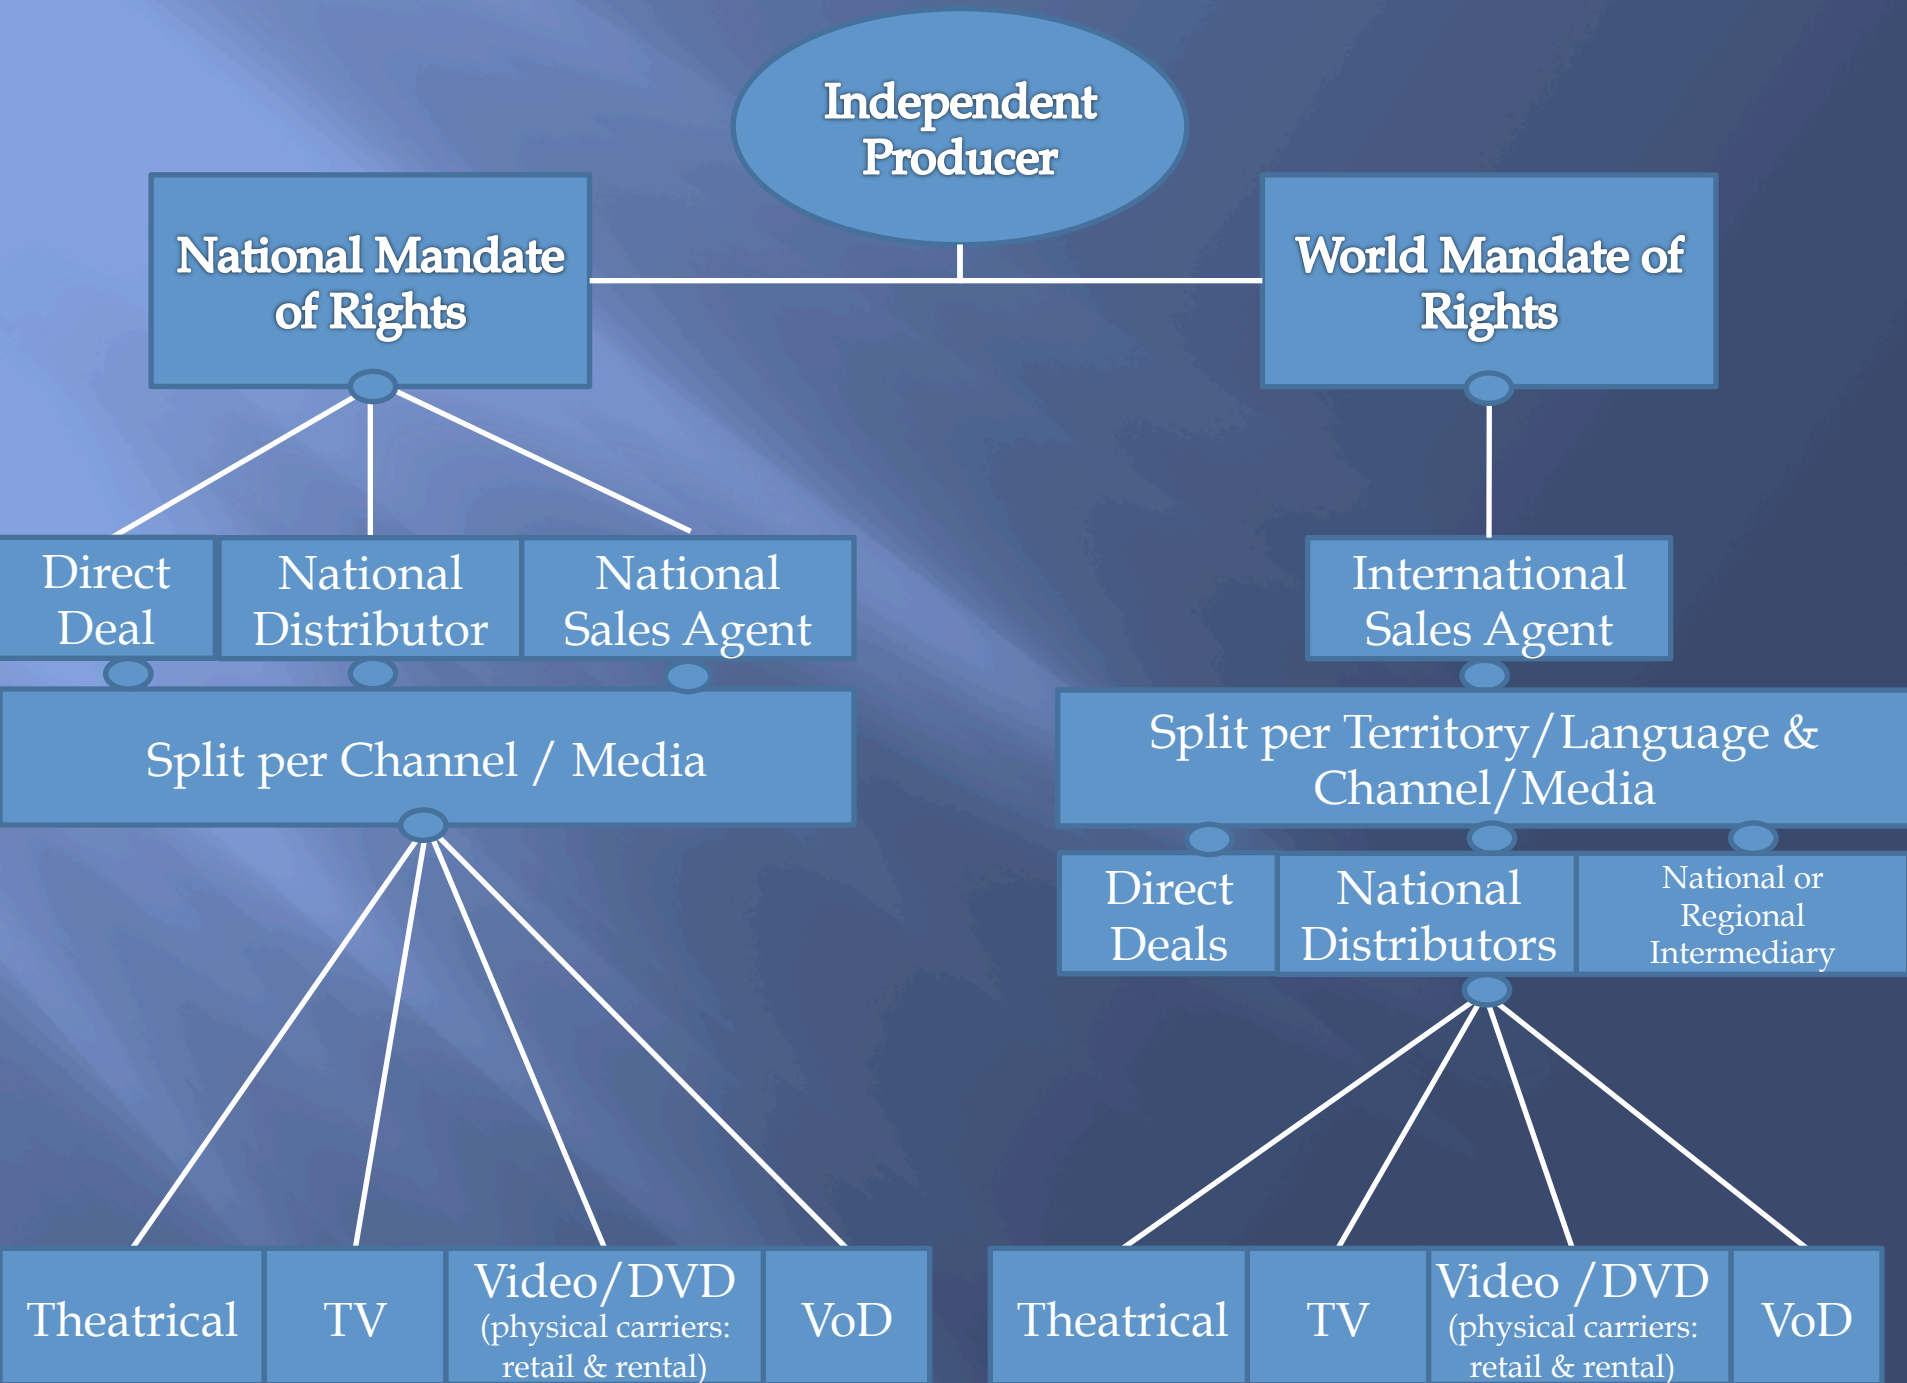 Independent
Producer
National Mandate
of Rights
World Mandate of
Rights
Direct
Deal
National
Distributor
National
Sales Agent
International
Sales Agent
Split per Channel / Media
Split per Territory/Language &
Channel/Media
Direct
Deals
National
Distributors
National or
Regional
Intermediary
Theatrical
TV
Video/DVD
(physical carriers:
retail & rental)
VoD
Theatrical
TV
Video /DVD
(physical carriers:
retail & rental)
VoD